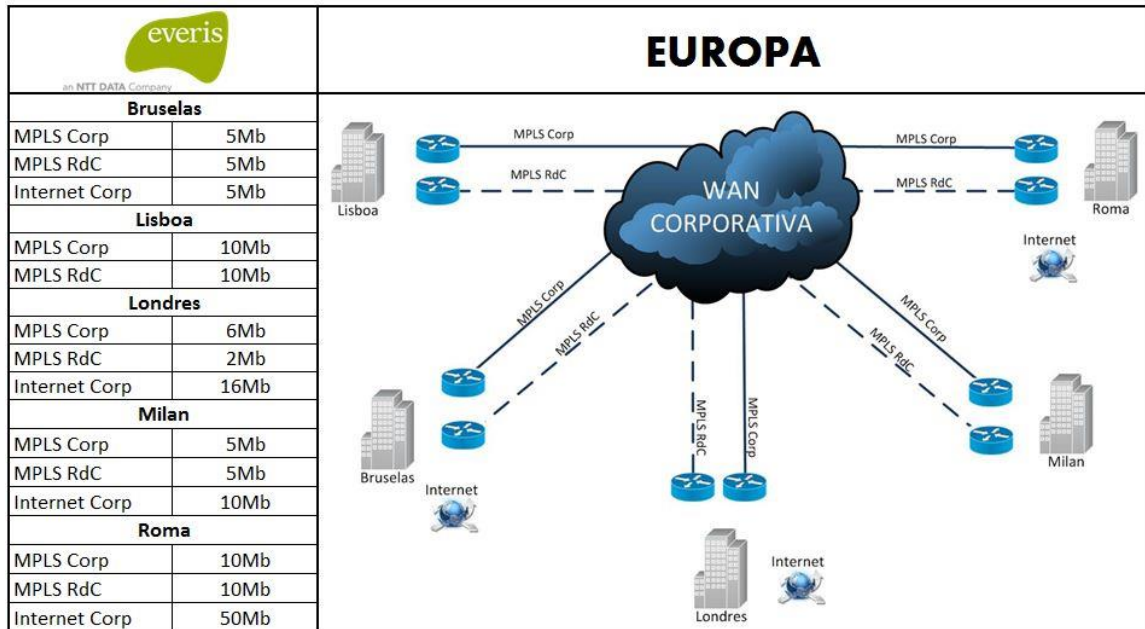 everis
an NTT DATA Company
EUROPA
Bruselas
MPLS Corp 5Mb
MPLS RdC 5Mb
Internet Corp 5Mb
Lisboa
MPLS Corp 10Mb
MPLS RdC 10Mb
Londres
MPLS Corp 6Mb
MPLS RdC 2Mb
Internet Corp 16Mb
Milan
MPLS Corp 5Mb
MPLS RdC 5Mb
Internet Corp 10Mb
Roma
MPLS Corp 10Mb
MPLS RdC 10Mb
Internet Corp 50Mb
MPLS Corp
MPLS Corp
MPLS RdC
WAN
CORPORATIVA
MPLS RdC
Lisboa
Roma
Internet
MPLS Corp
MPLS RdC
MPLS RdC
MPLS Corp
MPLS Corp
MPLS RdC
Bruselas
Internet
Milan
Londres
Internet